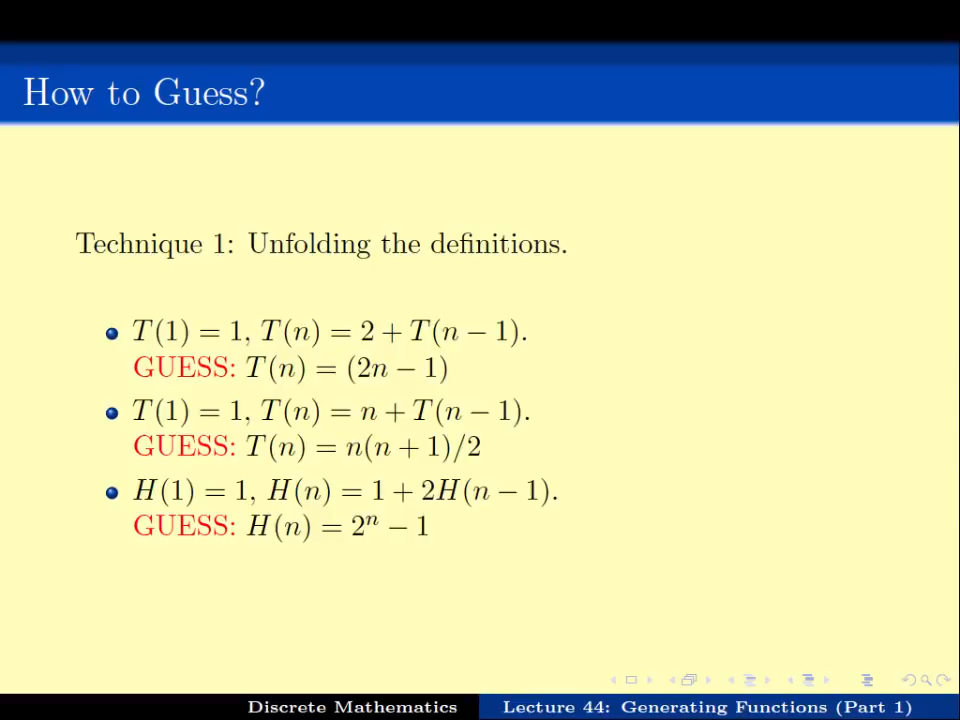 How to Guess?
Technique 1: Unfolding the definitions.
T(1) = 1, T(n) = 2 + T(n − 1).
GUESS: T(n) = (2n − 1)
T(1) = 1, T(n) = n + T(n − 1).
GUESS: T(n) = n(n + 1)/2
H(1) = 1, H(n) = 1 + 2H(n − 1).
GUESS: H(n) = 2ⁿ − 1
Discrete Mathematics Lecture 44: Generating Functions (Part 1)